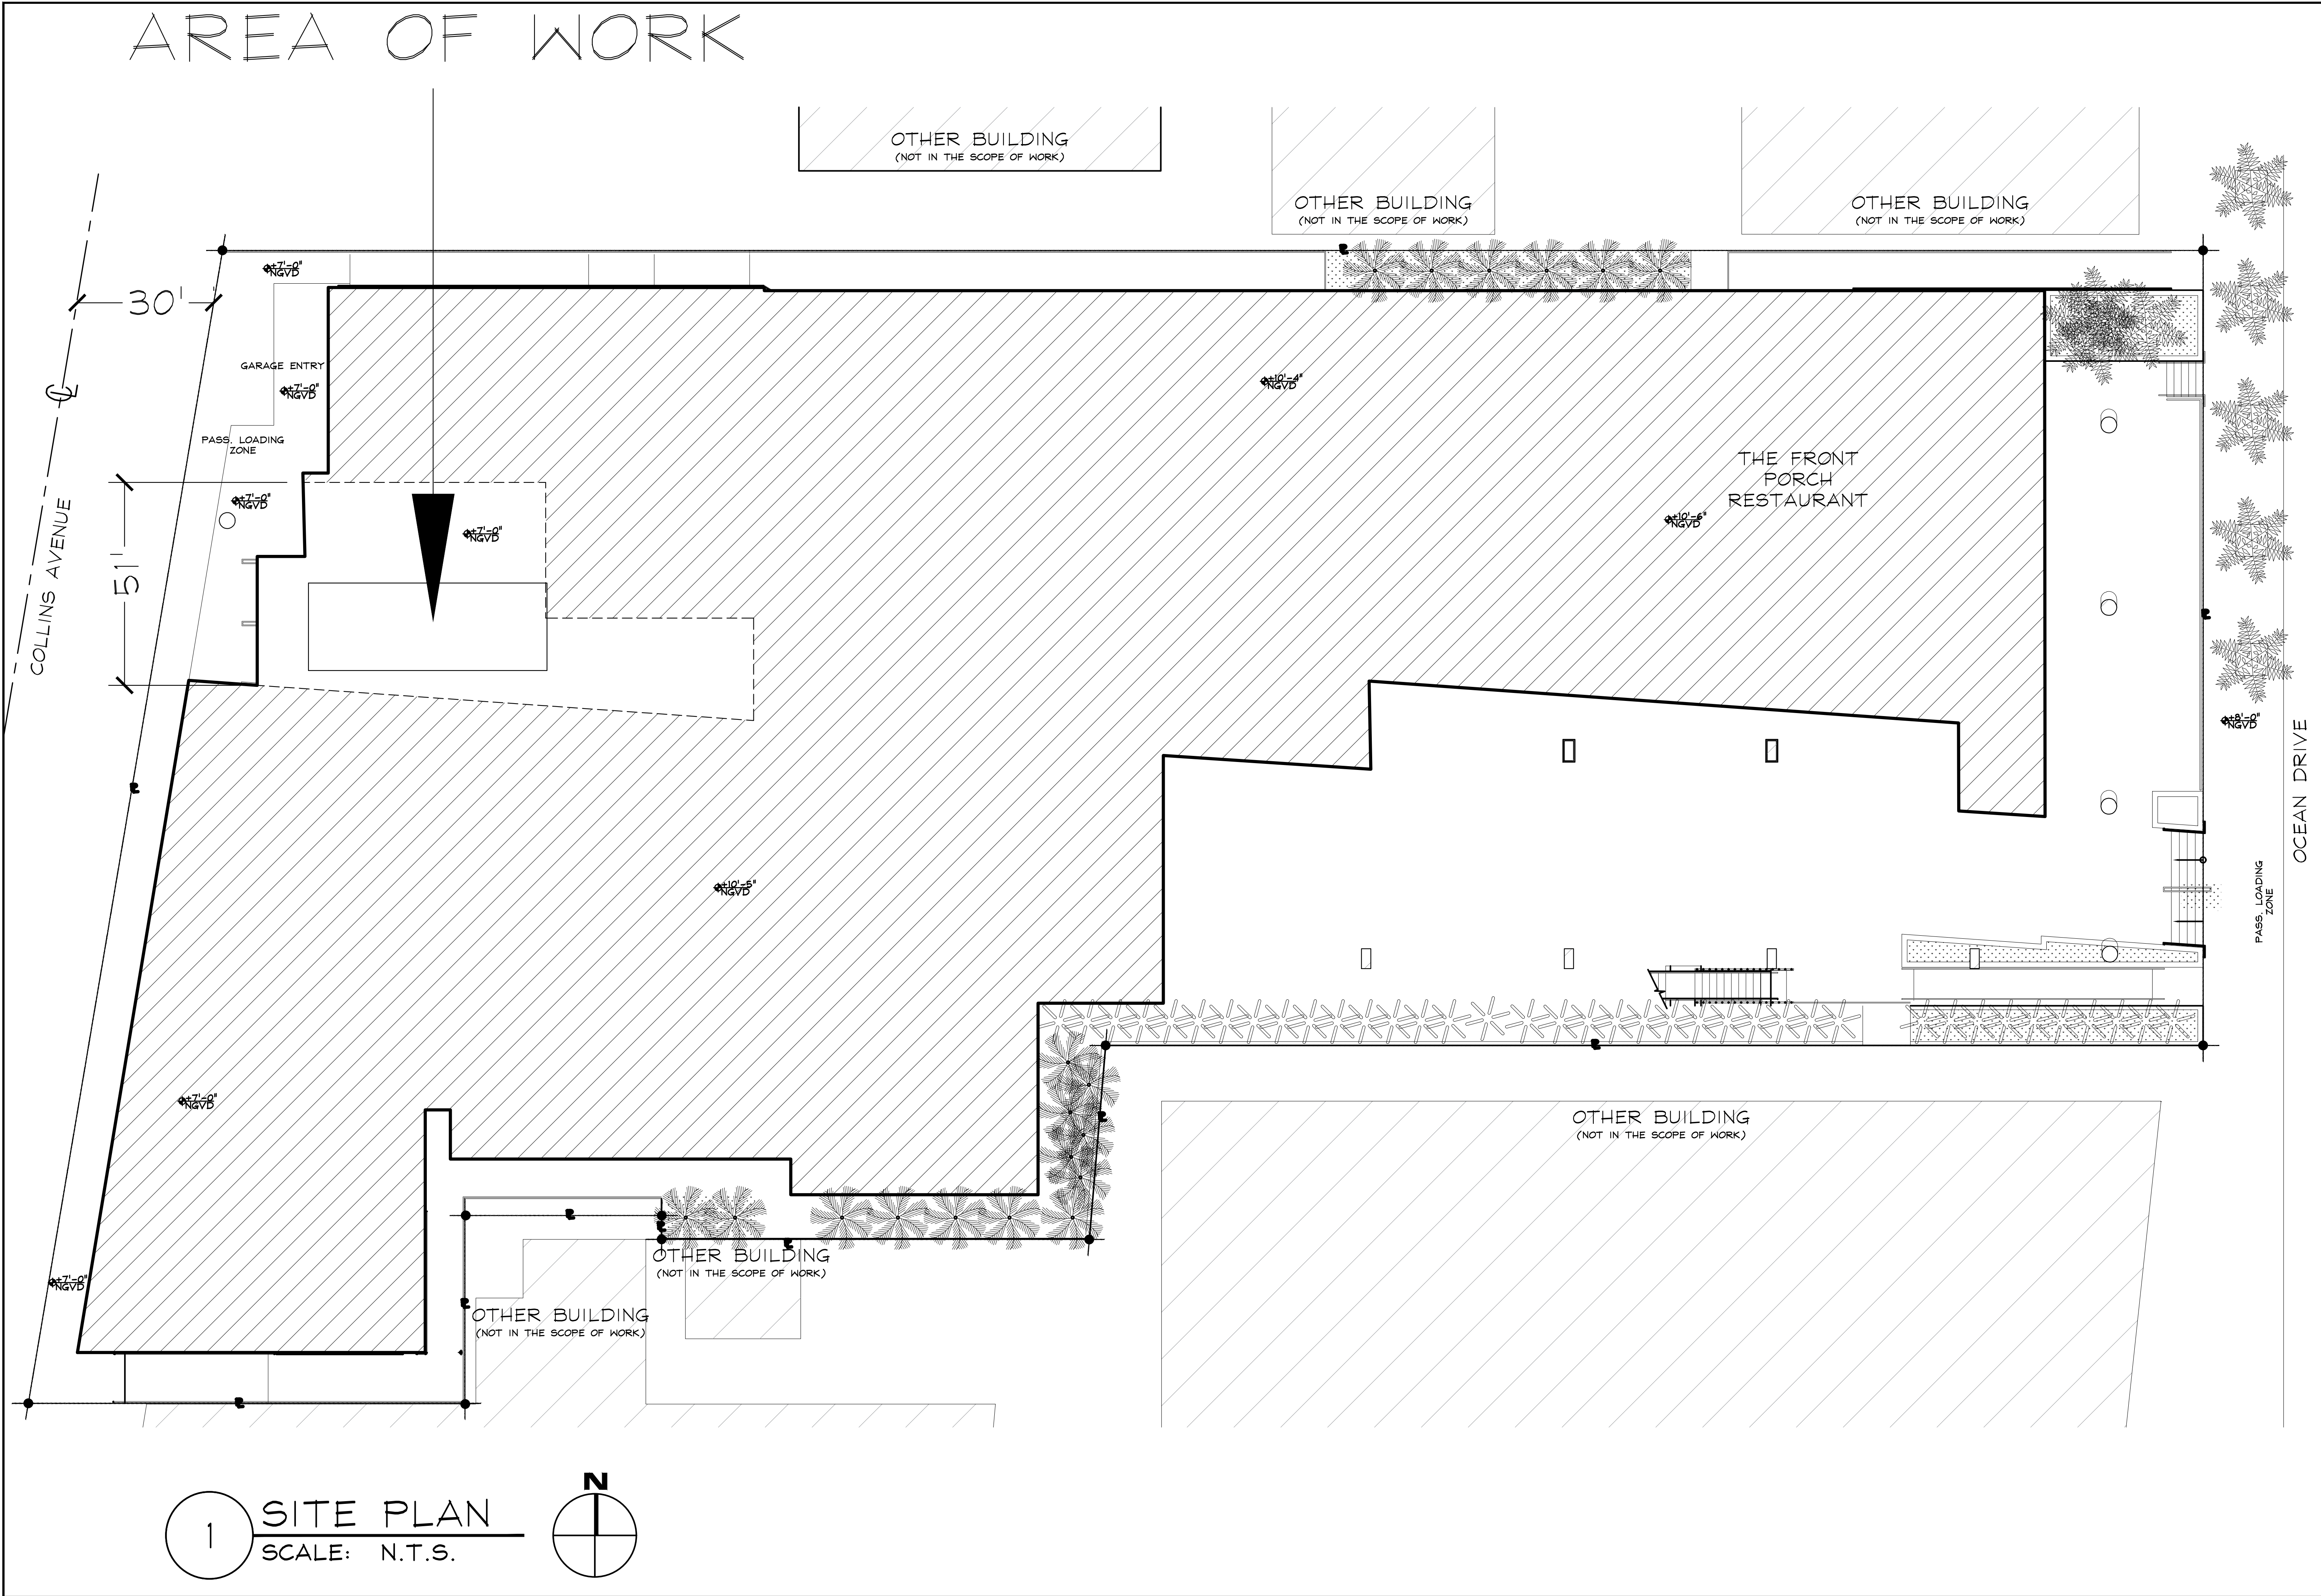 AREA OF WORK
OTHER BUILDING
(NOT IN THE SCOPE OF WORK)
OTHER BUILDING
(NOT IN THE SCOPE OF WORK)
OTHER BUILDING
(NOT IN THE SCOPE OF WORK)
+7'-0"
NGVD
30'
GARAGE ENTRY
+7'-0"
NGVD
+10'-4"
NGVD
PASS. LOADING
ZONE
THE FRONT
PORCH
RESTAURANT
+7'-0"
NGVD
+7'-0"
NGVD
+10'-6"
NGVD
COLLINS AVENUE
51'
+8'-0"
NGVD
OCEAN DRIVE
+10'-5"
NGVD
PASS. LOADING
ZONE
+7'-0"
NGVD
OTHER BUILDING
(NOT IN THE SCOPE OF WORK)
OTHER BUILDING
(NOT IN THE SCOPE OF WORK)
+7'-0"
NGVD
OTHER BUILDING
(NOT IN THE SCOPE OF WORK)
N
1
SITE PLAN
SCALE: N.T.S.